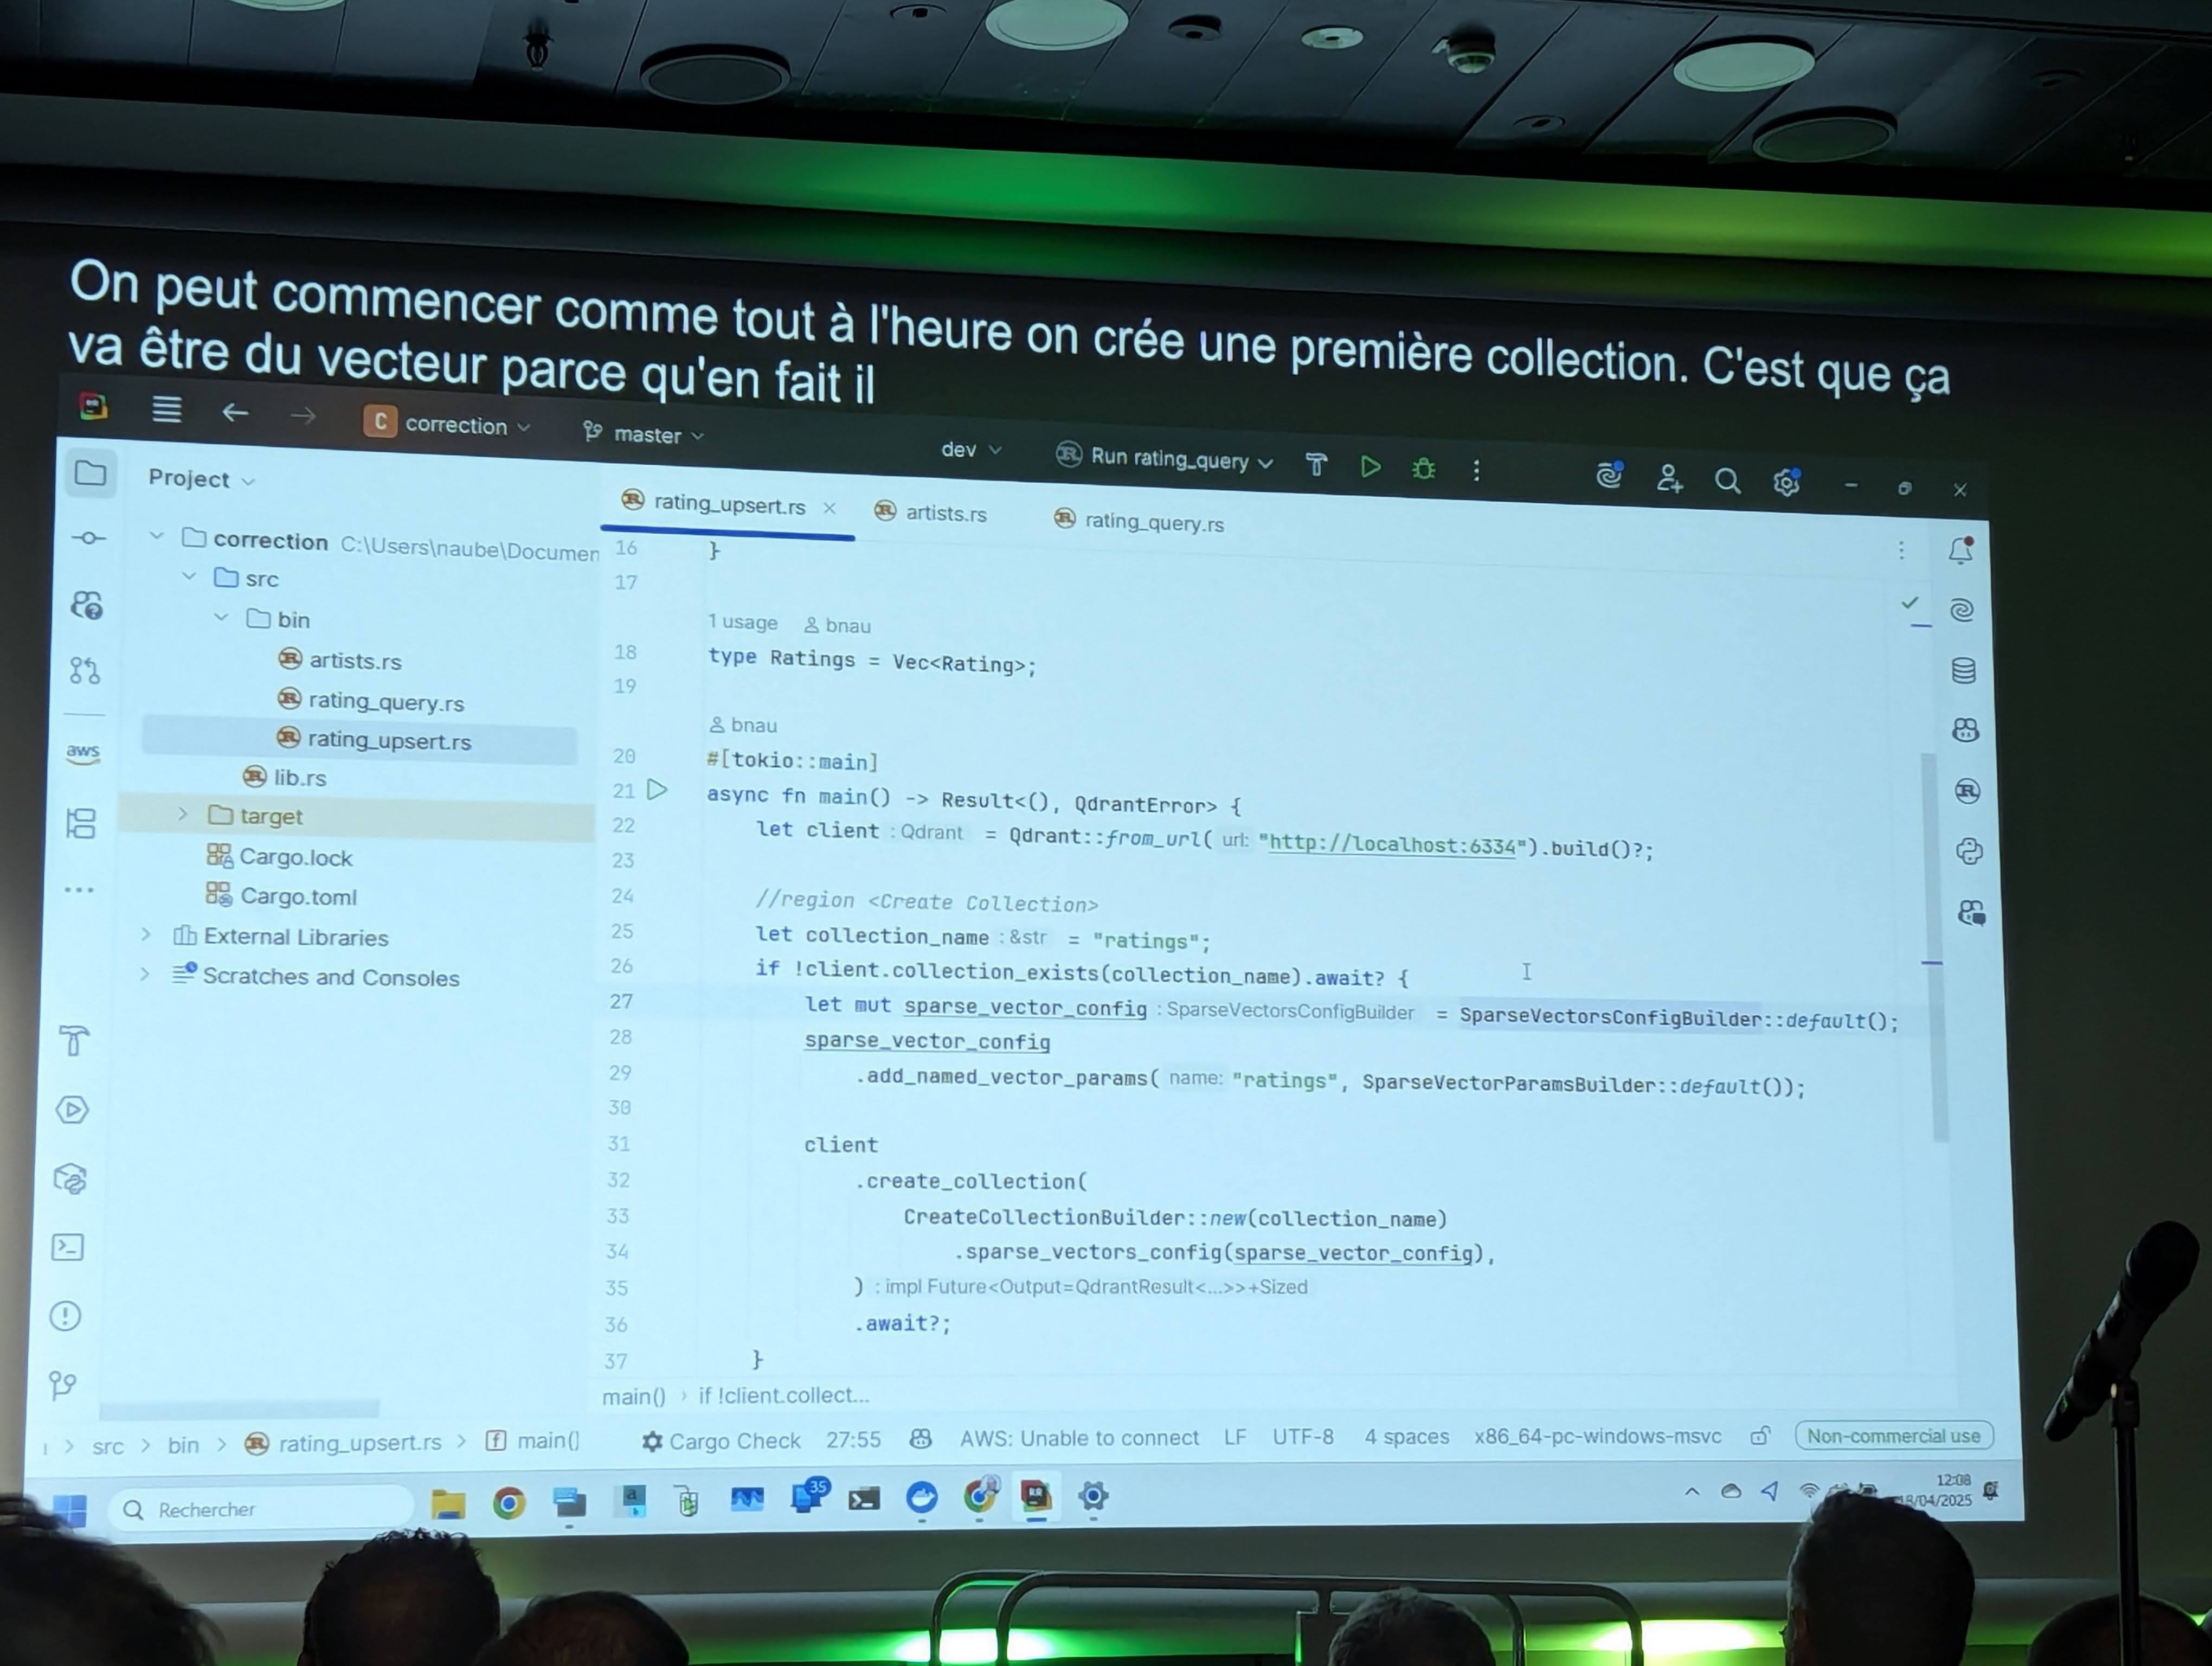 On peut commencer comme tout à l'heure on crée une première collection. C'est que ça
va être du vecteur parce qu'en fait il
C correction master dev Run rating_query
Project
rating_upsert.rs artists.rs rating_query.rs
correction C:\Users\naube\Documen
src
bin
artists.rs
rating_query.rs
rating_upsert.rs
lib.rs
target
Cargo.lock
Cargo.toml
External Libraries
Scratches and Consoles
aws
16 }
17
1 usage bnau
18 type Ratings = Vec<Rating>;
19
bnau
20 #[tokio::main]
21 async fn main() -> Result<(), QdrantError> {
22 let client : Qdrant = Qdrant::from_url( url: "http://localhost:6334").build()?;
23
24 //region <Create Collection>
25 let collection_name : &str = "ratings";
26 if !client.collection_exists(collection_name).await? {
27 let mut sparse_vector_config : SparseVectorsConfigBuilder = SparseVectorsConfigBuilder::default();
28 sparse_vector_config
29 .add_named_vector_params( name: "ratings", SparseVectorParamsBuilder::default());
30
31 client
32 .create_collection(
33 CreateCollectionBuilder::new(collection_name)
34 .sparse_vectors_config(sparse_vector_config),
35 ) : impl Future<Output=QdrantResult<...>>+Sized
36 .await?;
37 }
main() › if !client.collect...
> src > bin > rating_upsert.rs > f main() Cargo Check 27:55 AWS: Unable to connect LF UTF-8 4 spaces x86_64-pc-windows-msvc Non-commercial use
Rechercher
a
35
12:08
/04/2025